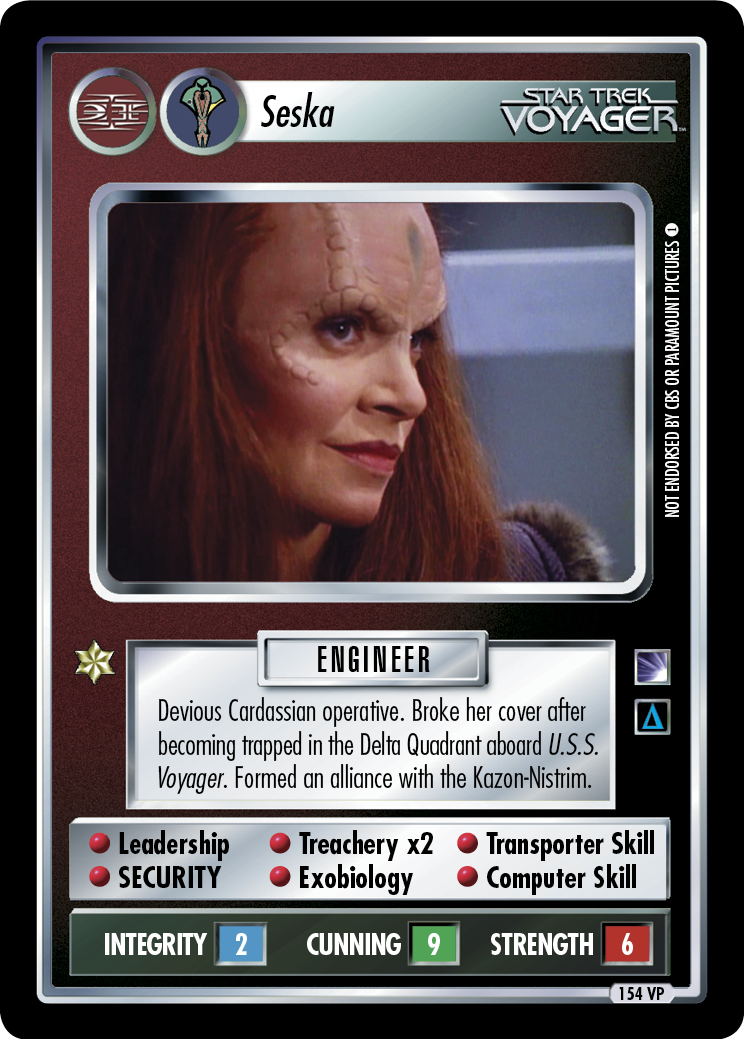 Seska
STAR TREK
VOYAGER™
NOT ENDORSED BY CBS OR PARAMOUNT PICTURES 1
ENGINEER
Devious Cardassian operative. Broke her cover after
becoming trapped in the Delta Quadrant aboard U.S.S.
Voyager. Formed an alliance with the Kazon-Nistrim.
Leadership Treachery x2 Transporter Skill
SECURITY Exobiology Computer Skill
INTEGRITY 2 CUNNING 9 STRENGTH 6
154 VP